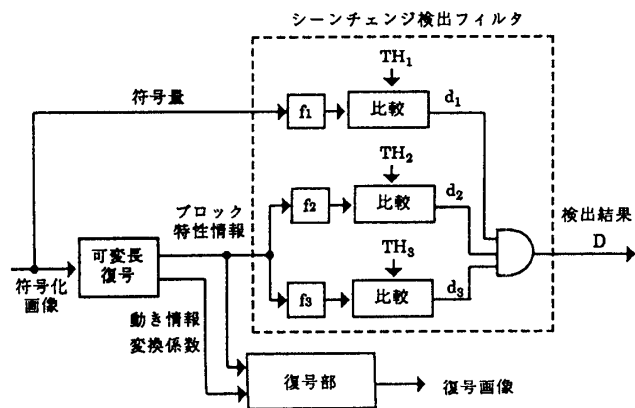 シーンチェンジ検出フィルタ
TH₁
符号量
f₁
比較
d₁
TH₂
ブロック
特性情報
f₂
比較
d₂
検出結果
D
可変長
復号
TH₃
符号化
画像
f₃
比較
d₃
動き情報
変換係数
復号部
復号画像